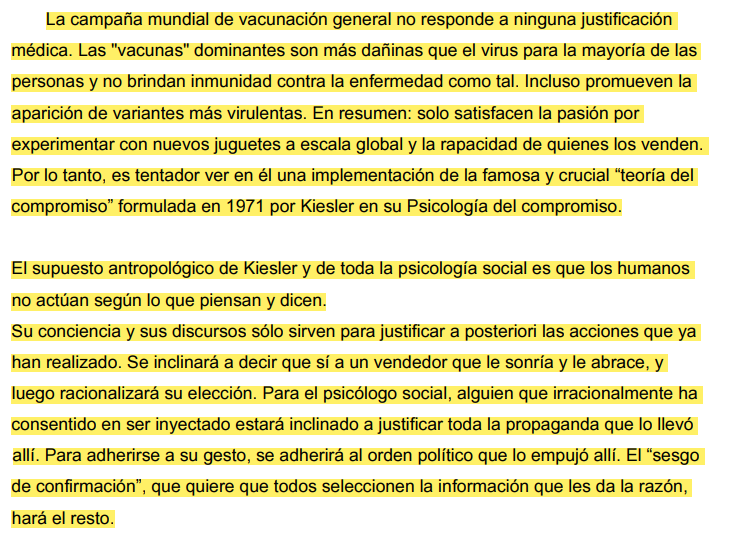 La campaña mundial de vacunación general no responde a ninguna justificación
médica. Las "vacunas" dominantes son más dañinas que el virus para la mayoría de las
personas y no brindan inmunidad contra la enfermedad como tal. Incluso promueven la
aparición de variantes más virulentas. En resumen: solo satisfacen la pasión por
experimentar con nuevos juguetes a escala global y la rapacidad de quienes los venden.
Por lo tanto, es tentador ver en él una implementación de la famosa y crucial “teoría del
compromiso” formulada en 1971 por Kiesler en su Psicología del compromiso.
El supuesto antropológico de Kiesler y de toda la psicología social es que los humanos
no actúan según lo que piensan y dicen.
Su conciencia y sus discursos sólo sirven para justificar a posteriori las acciones que ya
han realizado. Se inclinará a decir que sí a un vendedor que le sonría y le abrace, y
luego racionalizará su elección. Para el psicólogo social, alguien que irracionalmente ha
consentido en ser inyectado estará inclinado a justificar toda la propaganda que lo llevó
allí. Para adherirse a su gesto, se adherirá al orden político que lo empujó allí. El “sesgo
de confirmación”, que quiere que todos seleccionen la información que les da la razón,
hará el resto.